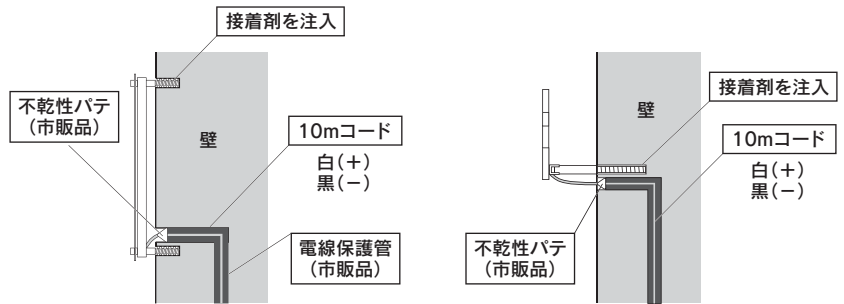 接着剤を注入
不乾性パテ
（市販品）
壁
10mコード
白（＋）
黒（－）
電線保護管
（市販品）
接着剤を注入
壁
10mコード
白（＋）
黒（－）
不乾性パテ
（市販品）